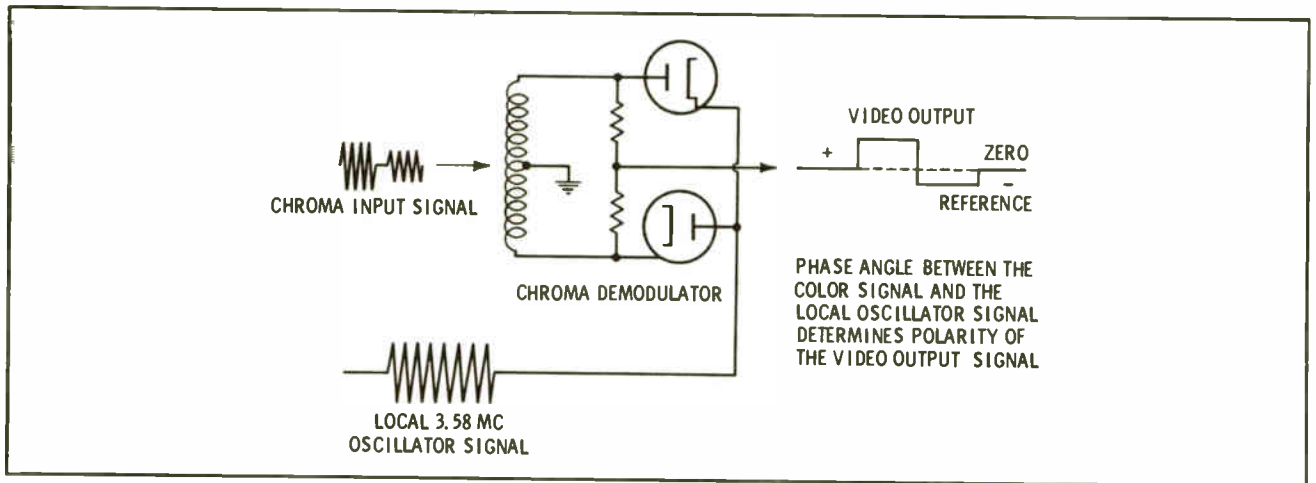 VIDEO OUTPUT
+
ZERO
-
REFERENCE
CHROMA INPUT SIGNAL
CHROMA DEMODULATOR
PHASE ANGLE BETWEEN THE
COLOR SIGNAL AND THE
LOCAL OSCILLATOR SIGNAL
DETERMINES POLARITY OF
THE VIDEO OUTPUT SIGNAL
LOCAL 3.58 MC
OSCILLATOR SIGNAL